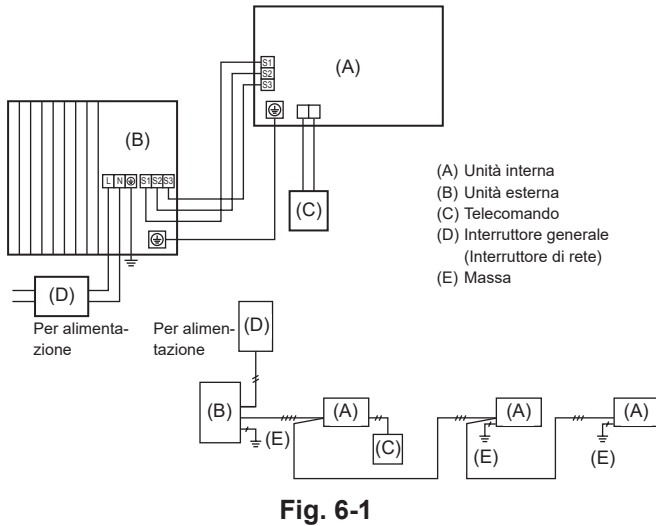 (A)
S1
S2
S3
(B)
L N S1 S2 S3
(C)
(D)
Per alimenta-
zione
(A) Unità interna
(B) Unità esterna
(C) Telecomando
(D) Interruttore generale
(Interruttore di rete)
(E) Massa
Per alimen-
tazione
(D)
(B)
(E)
(A)
(C)
(A)
(E)
(A)
(E)
Fig. 6-1